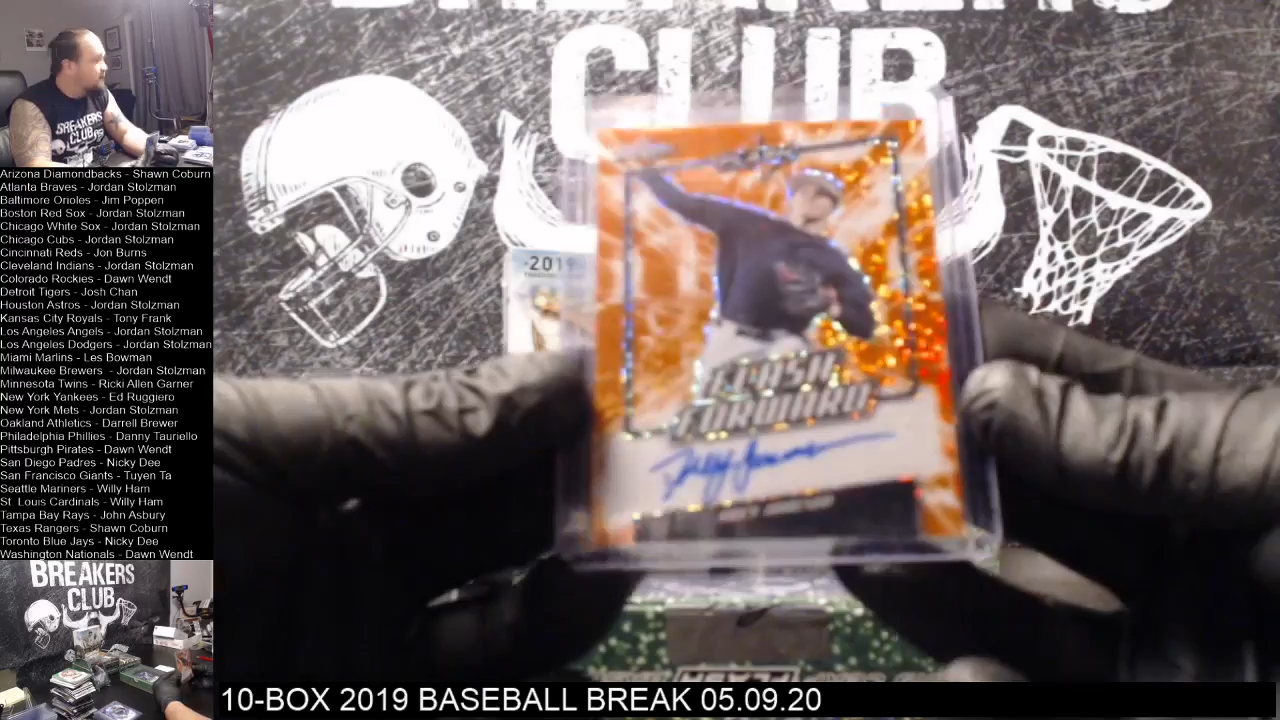 BREAKERS
CLUB
BREAKERS
CLUB
-2019
FLASH
FORWARD
Arizona Diamondbacks - Shawn Coburn
Atlanta Braves - Jordan Stolzman
Baltimore Orioles - Jim Poppen
Boston Red Sox - Jordan Stolzman
Chicago White Sox - Jordan Stolzman
Chicago Cubs - Jordan Stolzman
Cincinnati Reds - Jon Burns
Cleveland Indians - Jordan Stolzman
Colorado Rockies - Dawn Wendt
Detroit Tigers - Josh Chan
Houston Astros - Jordan Stolzman
Kansas City Royals - Tony Frank
Los Angeles Angels - Jordan Stolzman
Los Angeles Dodgers - Jordan Stolzman
Miami Marlins - Les Bowman
Milwaukee Brewers - Jordan Stolzman
Minnesota Twins - Ricki Allen Garner
New York Yankees - Ed Ruggiero
New York Mets - Jordan Stolzman
Oakland Athletics - Darrell Brewer
Philadelphia Phillies - Danny Tauriello
Pittsburgh Pirates - Dawn Wendt
San Diego Padres - Nicky Dee
San Francisco Giants - Tuyen Ta
Seattle Mariners - Willy Ham
St. Louis Cardinals - Willy Ham
Tampa Bay Rays - John Asbury
Texas Rangers - Shawn Coburn
Toronto Blue Jays - Nicky Dee
Washington Nationals - Dawn Wendt
BREAKERS
CLUB
10-BOX 2019 BASEBALL BREAK 05.09.20